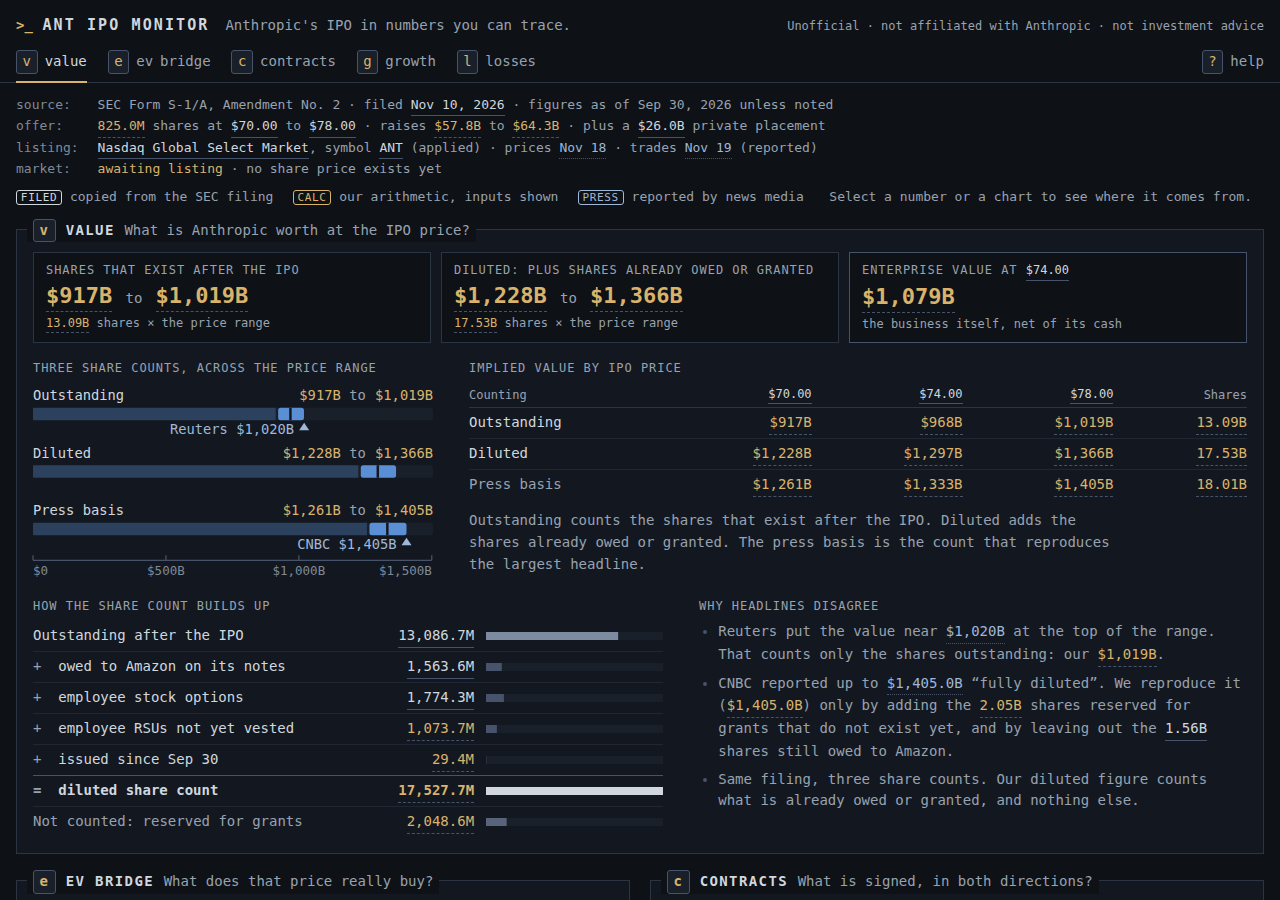 >_ ANT IPO MONITOR Anthropic's IPO in numbers you can trace. Unofficial · not affiliated with Anthropic · not investment advice
v value e ev bridge c contracts g growth l losses ? help
source: SEC Form S-1/A, Amendment No. 2 · filed Nov 10, 2026 · figures as of Sep 30, 2026 unless noted
offer: 825.0M shares at $70.00 to $78.00 · raises $57.8B to $64.3B · plus a $26.0B private placement
listing: Nasdaq Global Select Market, symbol ANT (applied) · prices Nov 18 · trades Nov 19 (reported)
market: awaiting listing · no share price exists yet
FILED copied from the SEC filing CALC our arithmetic, inputs shown PRESS reported by news media Select a number or a chart to see where it comes from.
v VALUE What is Anthropic worth at the IPO price?
SHARES THAT EXIST AFTER THE IPO
$917B to $1,019B
13.09B shares × the price range
DILUTED: PLUS SHARES ALREADY OWED OR GRANTED
$1,228B to $1,366B
17.53B shares × the price range
ENTERPRISE VALUE AT $74.00
$1,079B
the business itself, net of its cash
THREE SHARE COUNTS, ACROSS THE PRICE RANGE
Outstanding $917B to $1,019B
Reuters $1,020B
Diluted $1,228B to $1,366B
Press basis $1,261B to $1,405B
CNBC $1,405B
$0 $500B $1,000B $1,500B
IMPLIED VALUE BY IPO PRICE
Counting $70.00 $74.00 $78.00 Shares
Outstanding $917B $968B $1,019B 13.09B
Diluted $1,228B $1,297B $1,366B 17.53B
Press basis $1,261B $1,333B $1,405B 18.01B
Outstanding counts the shares that exist after the IPO. Diluted adds the
shares already owed or granted. The press basis is the count that reproduces
the largest headline.
HOW THE SHARE COUNT BUILDS UP
Outstanding after the IPO 13,086.7M
+ owed to Amazon on its notes 1,563.6M
+ employee stock options 1,774.3M
+ employee RSUs not yet vested 1,073.7M
+ issued since Sep 30 29.4M
= diluted share count 17,527.7M
Not counted: reserved for grants 2,048.6M
WHY HEADLINES DISAGREE
• Reuters put the value near $1,020B at the top of the range.
That counts only the shares outstanding: our $1,019B.
• CNBC reported up to $1,405.0B “fully diluted”. We reproduce it
($1,405.0B) only by adding the 2.05B shares reserved for
grants that do not exist yet, and by leaving out the 1.56B
shares still owed to Amazon.
• Same filing, three share counts. Our diluted figure counts
what is already owed or granted, and nothing else.
e EV BRIDGE What does that price really buy?
c CONTRACTS What is signed, in both directions?